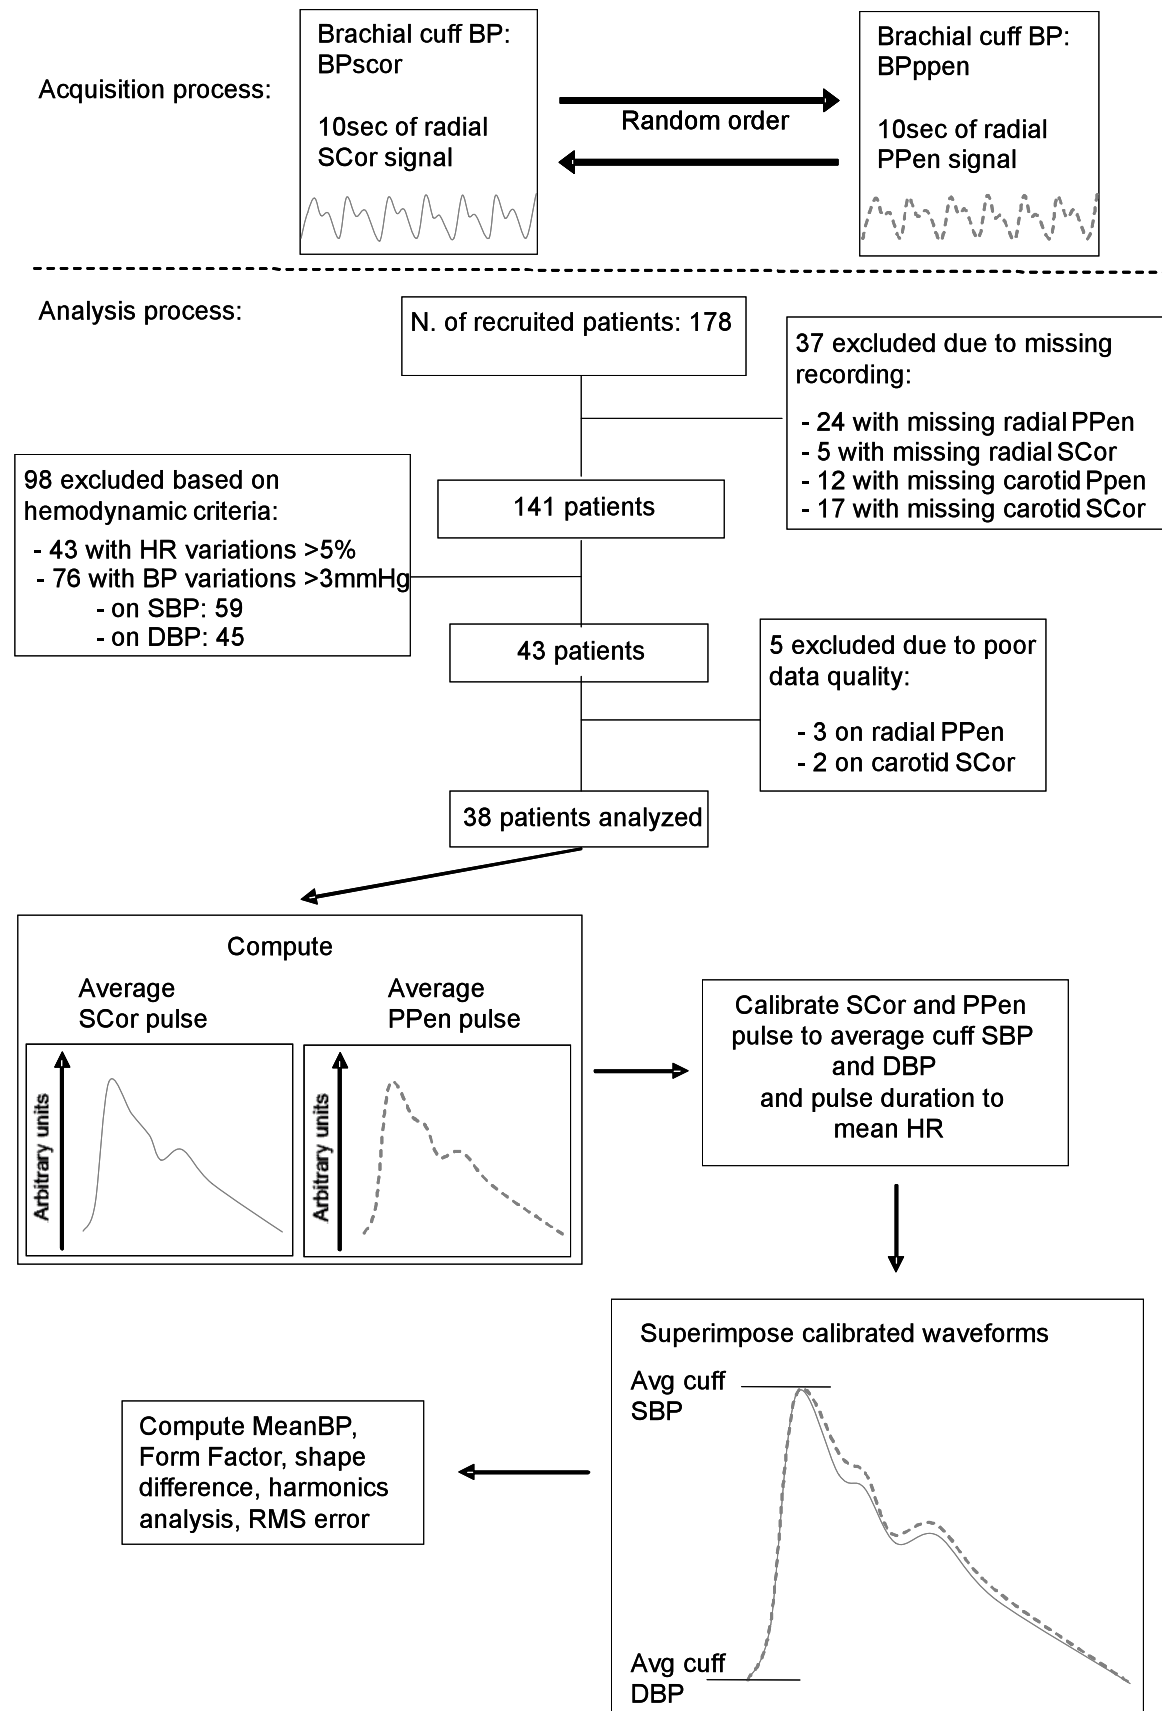 Brachial cuff BP:
BPscor
10sec of radial
SCor signal
Acquisition process:
Random order
Brachial cuff BP:
BPppen
10sec of radial
PPen signal
Analysis process:
N. of recruited patients: 178
37 excluded due to missing
recording:
- 24 with missing radial PPen
- 5 with missing radial SCor
- 12 with missing carotid Ppen
- 17 with missing carotid SCor
141 patients
98 excluded based on
hemodynamic criteria:
- 43 with HR variations >5%
- 76 with BP variations >3mmHg
- on SBP: 59
- on DBP: 45
43 patients
5 excluded due to poor
data quality:
- 3 on radial PPen
- 2 on carotid SCor
38 patients analyzed
Compute
Average
SCor pulse
Arbitrary units
Average
PPen pulse
Arbitrary units
Calibrate SCor and PPen
pulse to average cuff SBP
and DBP
and pulse duration to
mean HR
Superimpose calibrated waveforms
Avg cuff
SBP
Avg cuff
DBP
Compute MeanBP,
Form Factor, shape
difference, harmonics
analysis, RMS error